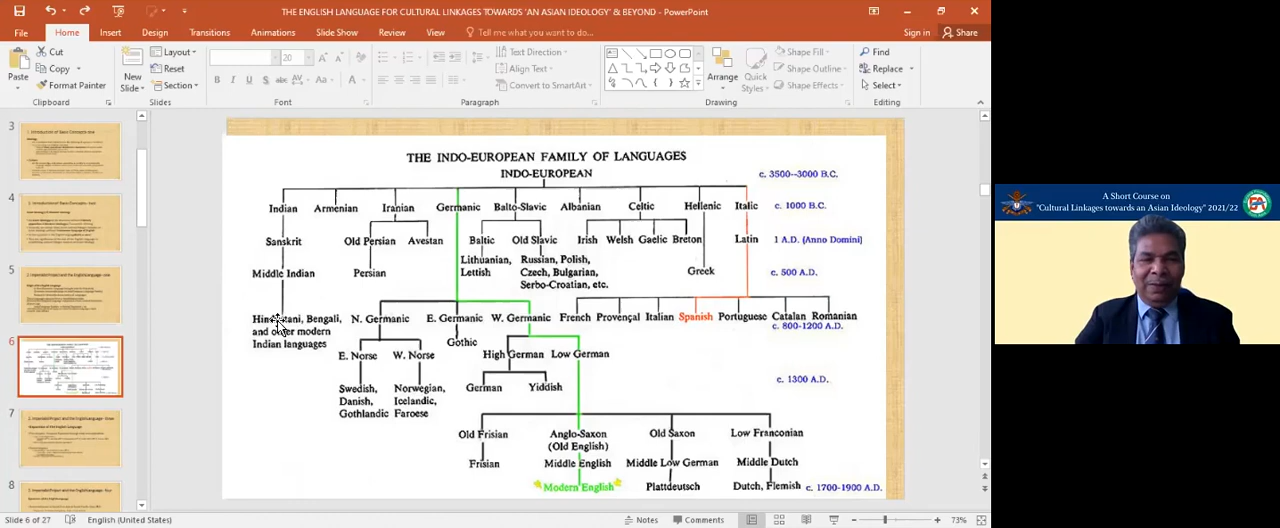 THE ENGLISH LANGUAGE FOR CULTURAL LINKAGES TOWARDS 'AN ASIAN IDEOLOGY' & BEYOND - PowerPoint
File Home Insert Design Transitions Animations Slide Show Review View Tell me what you want to do... Sign in Share
Paste
Cut
Copy
Format Painter
Clipboard
New
Slide
Layout
Reset
Section
Slides
20
B I U S abc AV Aa A
Font
Text Direction
Align Text
Convert to SmartArt
Paragraph
Arrange
Quick
Styles
Shape Fill
Shape Outline
Shape Effects
Drawing
Find
Replace
Select
Editing
3
4
5
6
7
8
THE INDO-EUROPEAN FAMILY OF LANGUAGES
INDO-EUROPEAN c. 3500--3000 B.C.
Indian Armenian Iranian Germanic Balto-Slavic Albanian Celtic Hellenic Italic c. 1000 B.C.
Sanskrit Old Persian Avestan Baltic Old Slavic Irish Welsh Gaelic Breton Latin 1 A.D. (Anno Domini)
Lithuanian, Russian, Polish,
Middle Indian Persian Lettish Czech, Bulgarian, Greek c. 500 A.D.
Serbo-Croatian, etc.
Bengali, N. Germanic E. Germanic W. Germanic French Provençal Italian Spanish Portuguese Catalan Romanian
and other modern c. 800-1200 A.D.
Indian languages Gothic
E. Norse W. Norse High German Low German
c. 1300 A.D.
Swedish, Norwegian, German Yiddish
Danish, Icelandic,
Gothlandic Faroese
Old Frisian Anglo-Saxon Old Saxon Low Franconian
(Old English)
Frisian Middle English Middle Low German Middle Dutch
Modern English Plattdeutsch Dutch, Flemish c. 1700-1900 A.D.
Slide 6 of 27 English (United States) Notes Comments 73%
A Short Course on
"Cultural Linkages towards an Asian Ideology" 2021/22